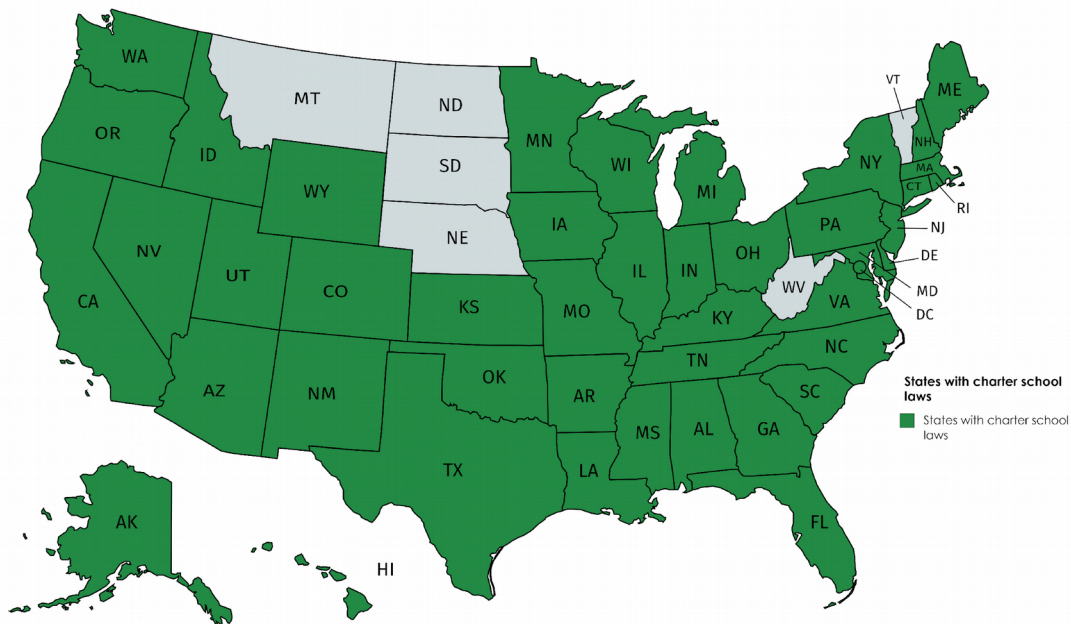 WA
MT
ND
VT
ME
OR
ID
SD
MN
WI
NH
NY
MA
CT
RI
WY
MI
NE
IA
PA
NJ
NV
UT
CO
IL
IN
OH
DE
CA
KS
MO
WV
VA
MD
DC
KY
NC
AZ
NM
OK
TN
AR
SC
MS
AL
GA
TX
LA
AK
HI
FL
States with charter school
laws
States with charter school
laws